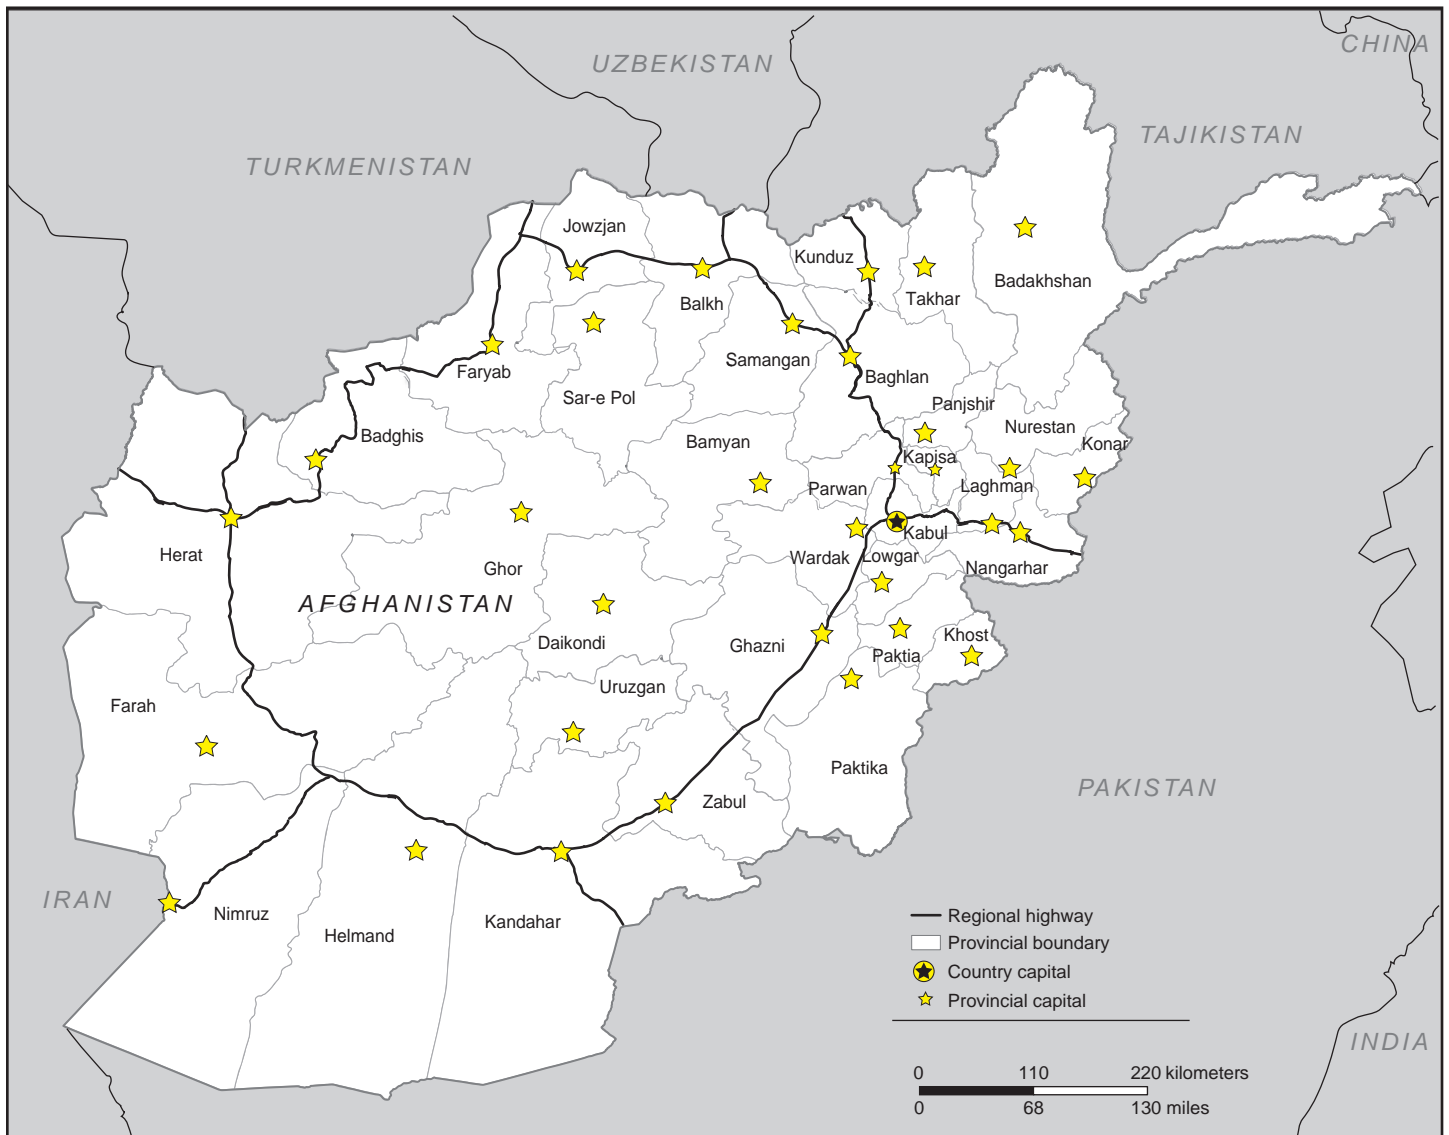 CHINA
UZBEKISTAN
TAJIKISTAN
TURKMENISTAN
Jowzjan
Kunduz
Badakhshan
Takhar
Balkh
Samangan
Faryab
Baghlan
Sar-e Pol
Panjshir
Nurestan
Badghis
Bamyan
Konar
Kapisa
Laghman
Parwan
Kabul
Herat
Wardak
Lowgar
Ghor
Nangarhar
AFGHANISTAN
Khost
Daikondi
Ghazni
Paktia
Uruzgan
Farah
Paktika
PAKISTAN
Zabul
IRAN
Nimruz
Kandahar
Helmand
Regional highway
Provincial boundary
Country capital
Provincial capital
INDIA
0 110 220 kilometers
0 68 130 miles